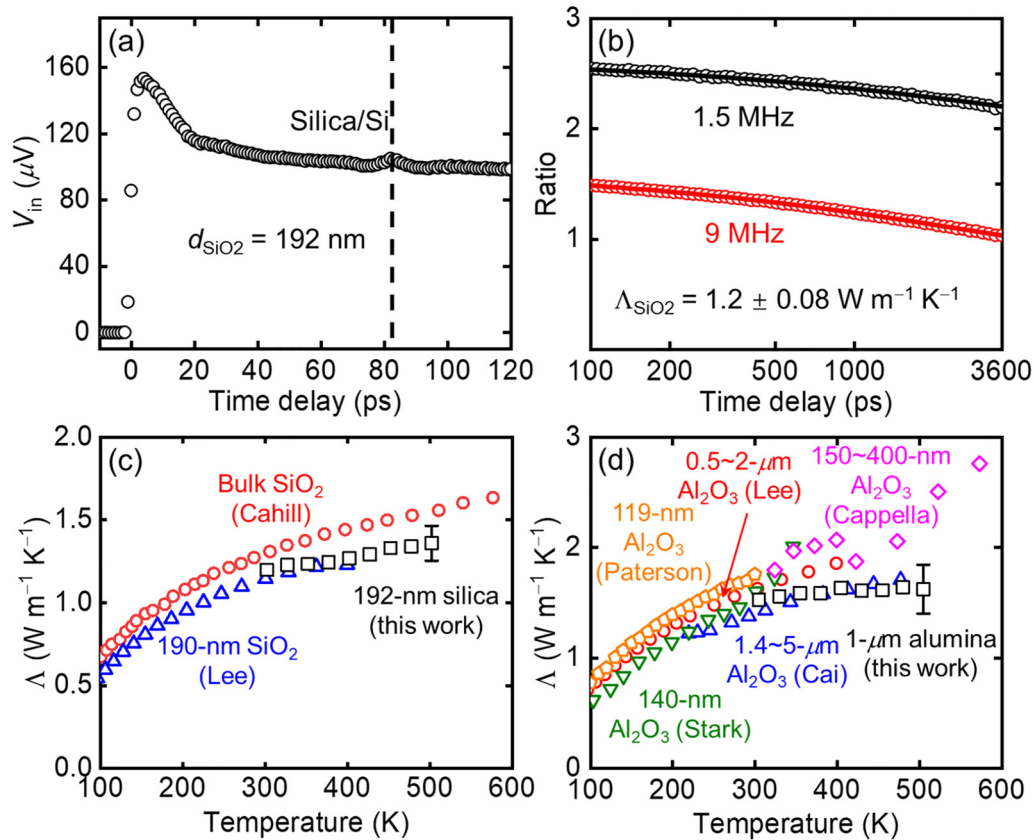 (a)
160
120
80
40
0
V_in (μV)
Silica/Si
d_SiO2 = 192 nm
0 20 40 60 80 100 120
Time delay (ps)
(b)
3
2
1
Ratio
1.5 MHz
9 MHz
Λ_SiO2 = 1.2 ± 0.08 W m⁻¹ K⁻¹
100 200 500 1000 3600
Time delay (ps)
(c)
2.0
1.5
1.0
0.5
0.0
Λ (W m⁻¹ K⁻¹)
Bulk SiO₂
(Cahill)
192-nm silica
(this work)
190-nm SiO₂
(Lee)
100 200 300 400 500 600
Temperature (K)
(d)
3
2
1
0
Λ (W m⁻¹ K⁻¹)
0.5~2-μm
Al₂O₃ (Lee)
150~400-nm
Al₂O₃
(Cappella)
119-nm
Al₂O₃
(Paterson)
1.4~5-μm
Al₂O₃ (Cai)
1-μm alumina
(this work)
140-nm
Al₂O₃ (Stark)
100 200 300 400 500 600
Temperature (K)